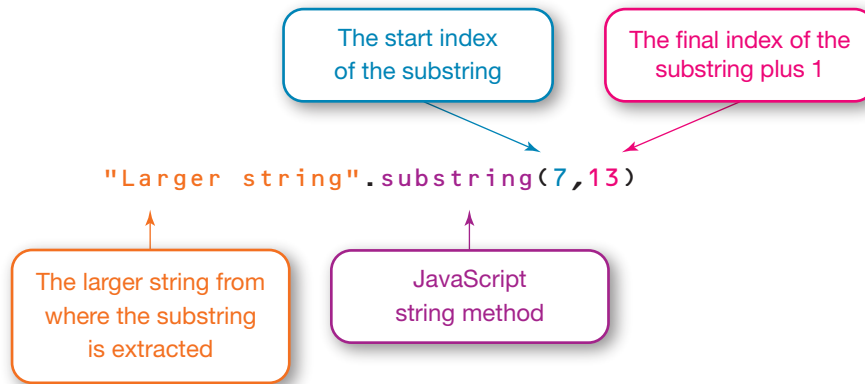 The start index
of the substring
The final index of the
substring plus 1
"Larger string".substring(7,13)
The larger string from
where the substring
is extracted
JavaScript
string method